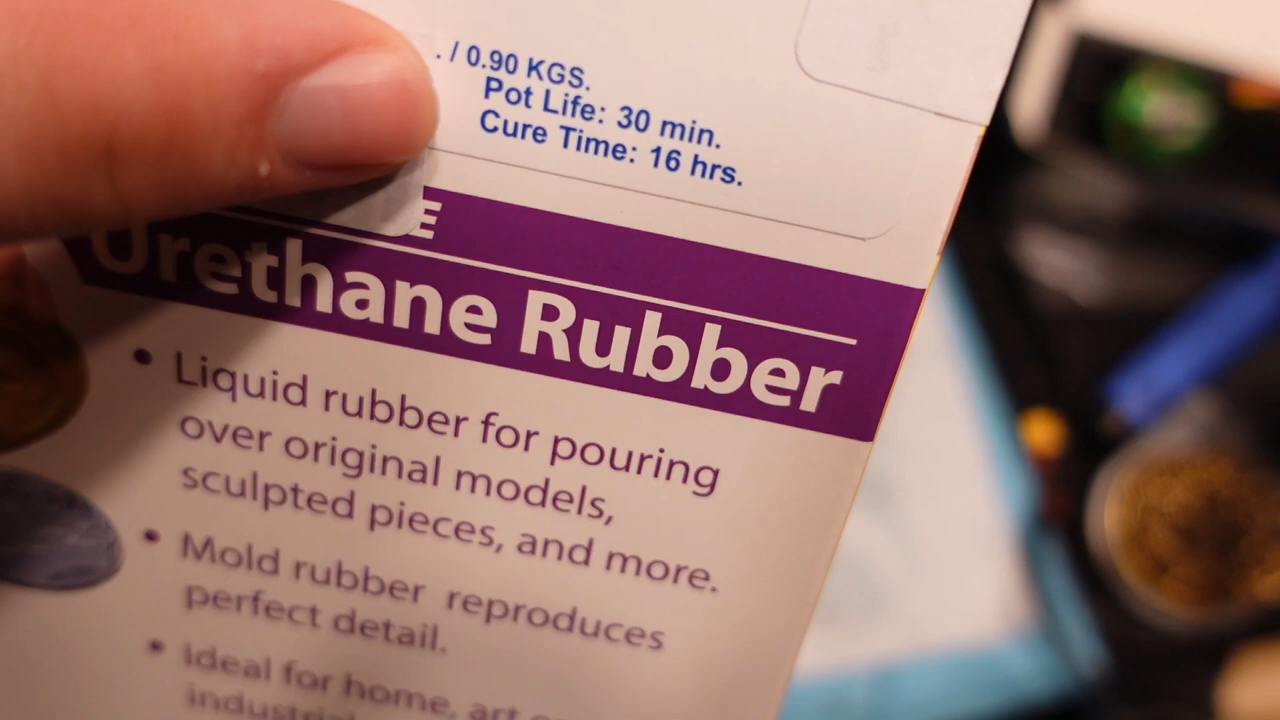 . / 0.90 KGS.
Pot Life: 30 min.
Cure Time: 16 hrs.
E
Urethane Rubber
• Liquid rubber for pouring
over original models,
sculpted pieces, and more.
• Mold rubber reproduces
perfect detail.
• Ideal for home, art
industrial